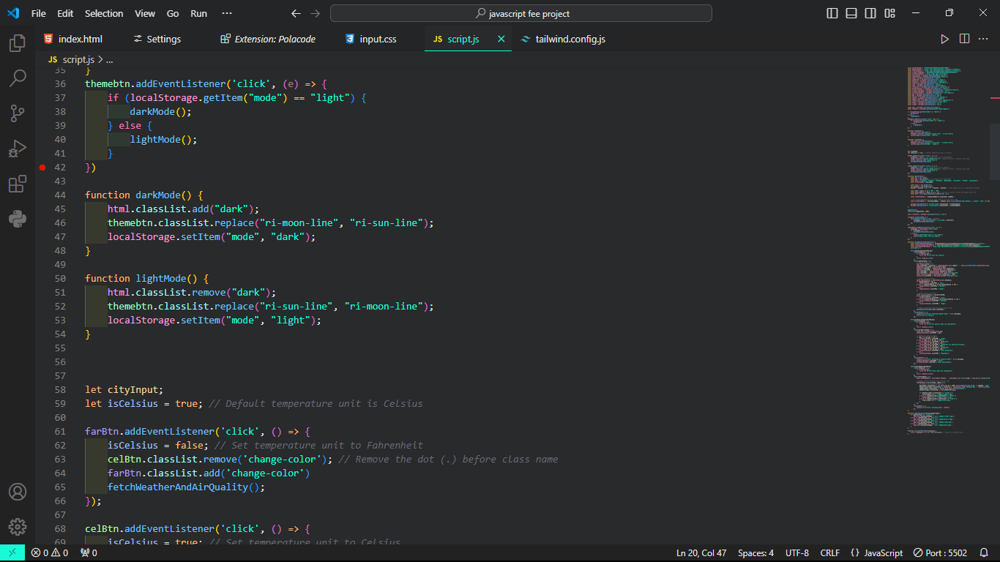 File Edit Selection View Go Run ··· javascript fee project
index.html Settings Extension: Polacode input.css JS script.js tailwind.config.js
JS script.js > ...
35 }
36 themebtn.addEventListener('click', (e) => {
37 if (localStorage.getItem("mode") == "light") {
38 darkMode();
39 } else {
40 lightMode();
41 }
42 })
43
44 function darkMode() {
45 html.classList.add("dark");
46 themebtn.classList.replace("ri-moon-line", "ri-sun-line");
47 localStorage.setItem("mode", "dark");
48 }
49
50 function lightMode() {
51 html.classList.remove("dark");
52 themebtn.classList.replace("ri-sun-line", "ri-moon-line");
53 localStorage.setItem("mode", "light");
54 }
55
56
57
58 let cityInput;
59 let isCelsius = true; // Default temperature unit is Celsius
60
61 farBtn.addEventListener('click', () => {
62 isCelsius = false; // Set temperature unit to Fahrenheit
63 celBtn.classList.remove('change-color'); // Remove the dot (.) before class name
64 farBtn.classList.add('change-color')
65 fetchWeatherAndAirQuality();
66 });
67
68 celBtn.addEventListener('click', () => {
69 isCelsius = true; // Set temperature unit to Celsius
0 0 0 Ln 20, Col 47 Spaces: 4 UTF-8 CRLF {} JavaScript Port : 5502